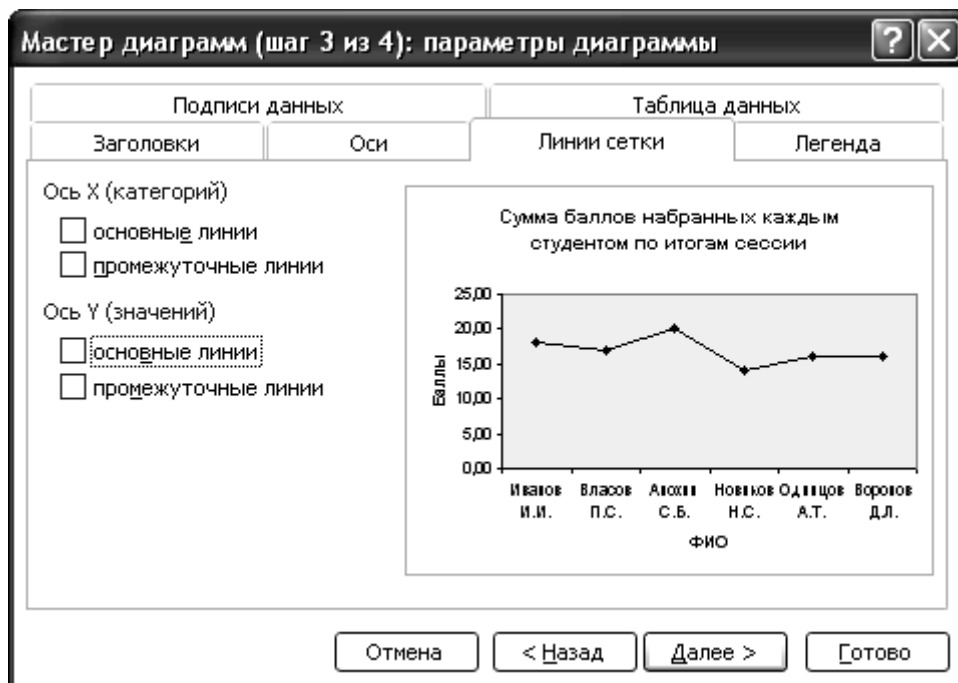 Мастер диаграмм (шаг 3 из 4): параметры диаграммы
Подписи данных
Таблица данных
Заголовки
Оси
Линии сетки
Легенда
Ось X (категорий)
основные линии
промежуточные линии
Ось Y (значений)
основные линии
промежуточные линии
Сумма баллов набранных каждым
студентом по итогам сессии
25,00
20,00
15,00
10,00
5,00
0,00
Баллы
Иванов И.И.
Власов П.С.
Анохин С.Б.
Новиков Н.С.
Одинцов А.Т.
Воронов Д.Л.
ФИО
Отмена
< Назад
Далее >
Готово